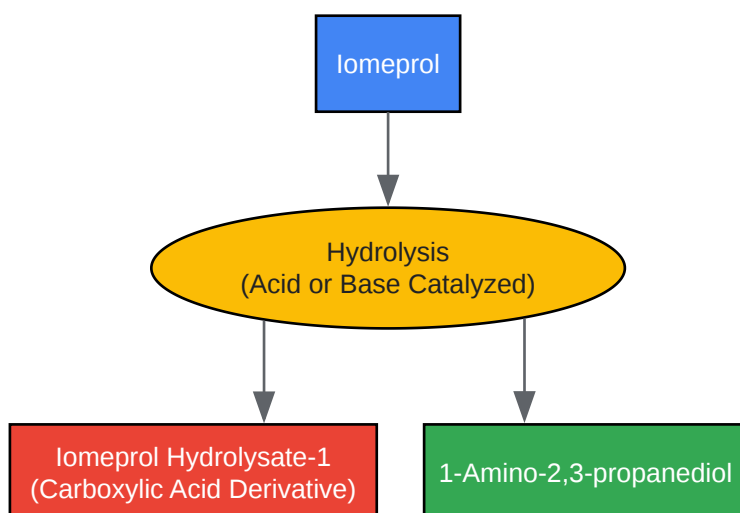 Iomeprol
Hydrolysis
(Acid or Base Catalyzed)
Iomeprol Hydrolysate-1
(Carboxylic Acid Derivative)
1-Amino-2,3-propanediol